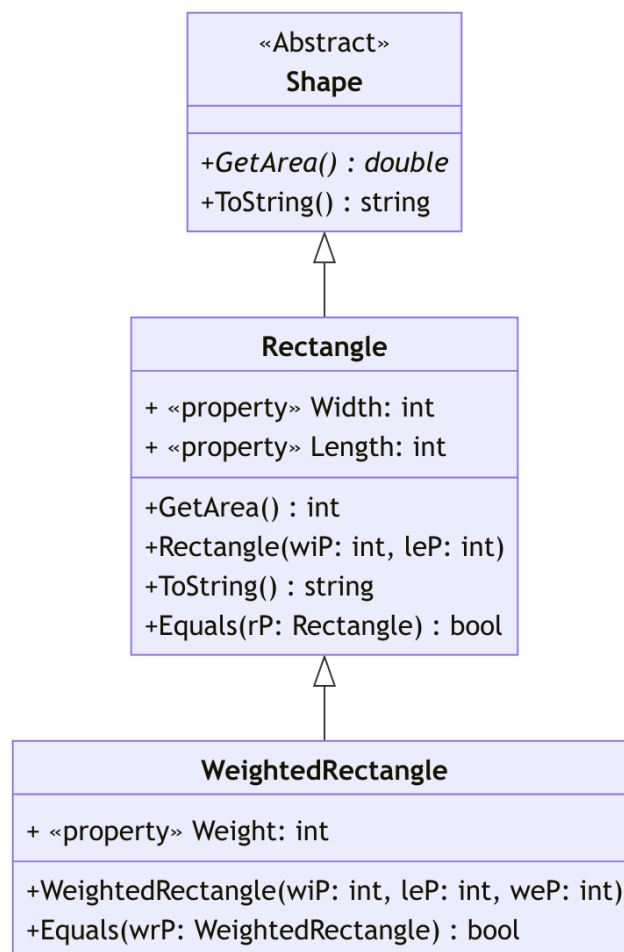 «Abstract»
Shape
+GetArea() : double
+ToString() : string
Rectangle
+ «property» Width: int
+ «property» Length: int
+GetArea() : int
+Rectangle(wiP: int, leP: int)
+ToString() : string
+Equals(rP: Rectangle) : bool
WeightedRectangle
+ «property» Weight: int
+WeightedRectangle(wiP: int, leP: int, weP: int)
+Equals(wrP: WeightedRectangle) : bool